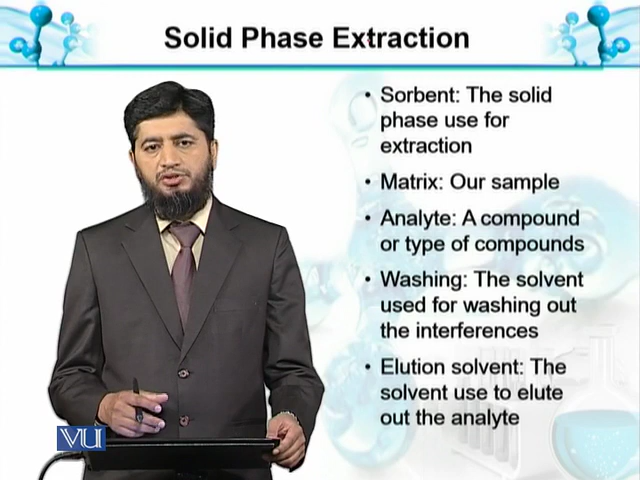 Solid Phase Extraction
• Sorbent: The solid
phase use for
extraction
• Matrix: Our sample
• Analyte: A compound
or type of compounds
• Washing: The solvent
used for washing out
the interferences
• Elution solvent: The
solvent use to elute
out the analyte
VU